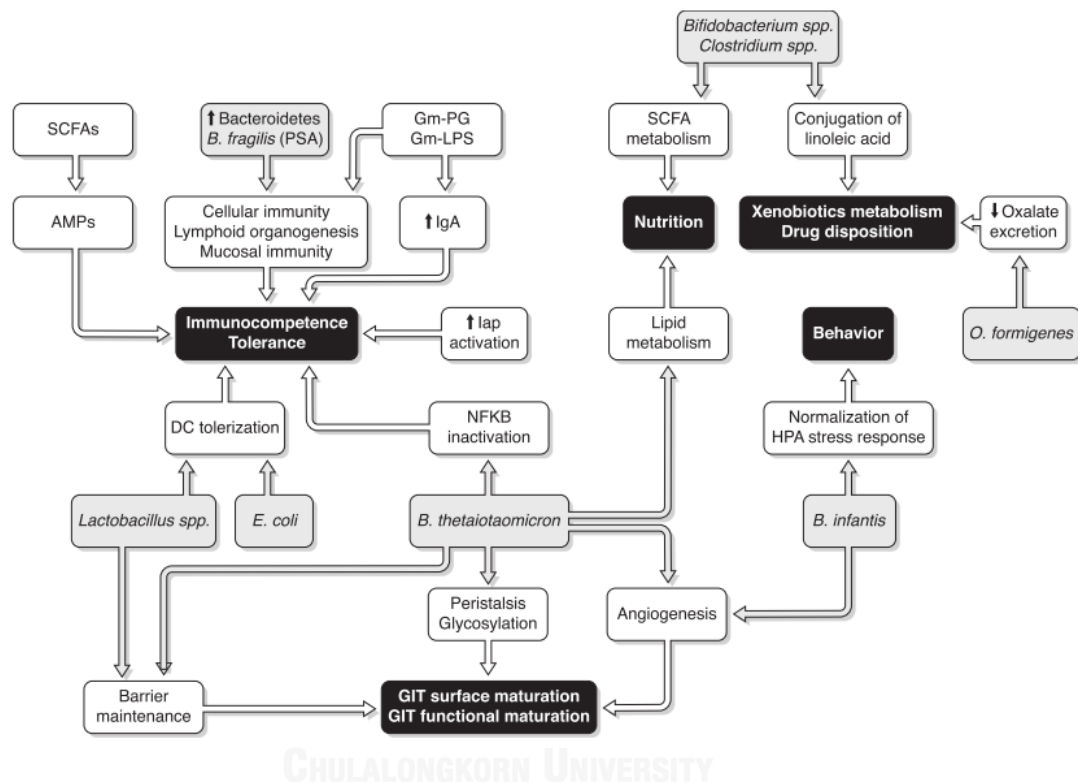 Bifidobacterium spp.
Clostridium spp.
SCFAs
↑ Bacteroidetes
B. fragilis (PSA)
Gm-PG
Gm-LPS
SCFA
metabolism
Conjugation of
linoleic acid
AMPs
Cellular immunity
Lymphoid organogenesis
Mucosal immunity
↑ IgA
Nutrition
Xenobiotics metabolism
Drug disposition
↓ Oxalate
excretion
Immunocompetence
Tolerance
↑ Iap
activation
Lipid
metabolism
Behavior
O. formigenes
DC tolerization
NFKB
inactivation
Normalization of
HPA stress response
Lactobacillus spp.
E. coli
B. thetaiotaomicron
B. infantis
Peristalsis
Glycosylation
Angiogenesis
Barrier
maintenance
GIT surface maturation
GIT functional maturation
CHULALONGKORN UNIVERSITY